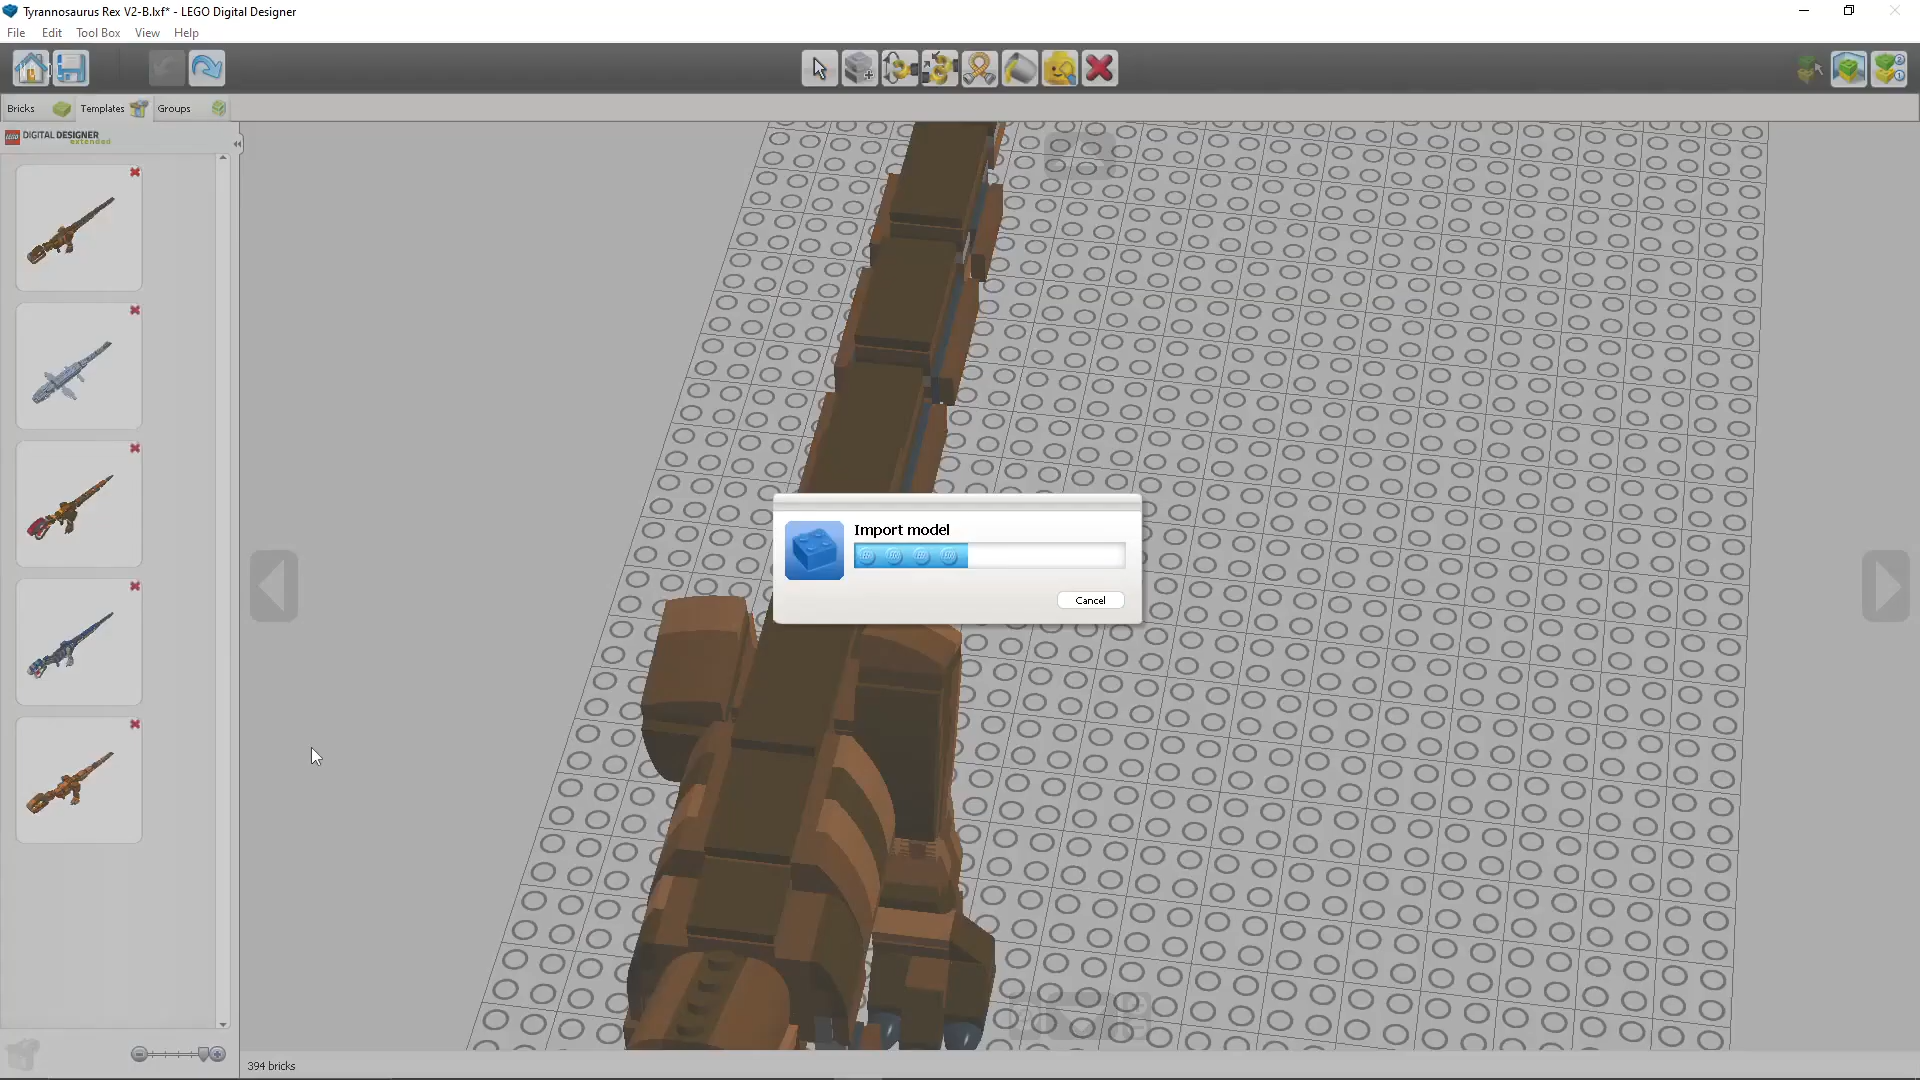 Tyrannosaurus Rex V2-B.lxf* - LEGO Digital Designer
File Edit Tool Box View Help
Bricks Templates Groups
LEGO DIGITAL DESIGNER
extended
Import model
Cancel
394 bricks